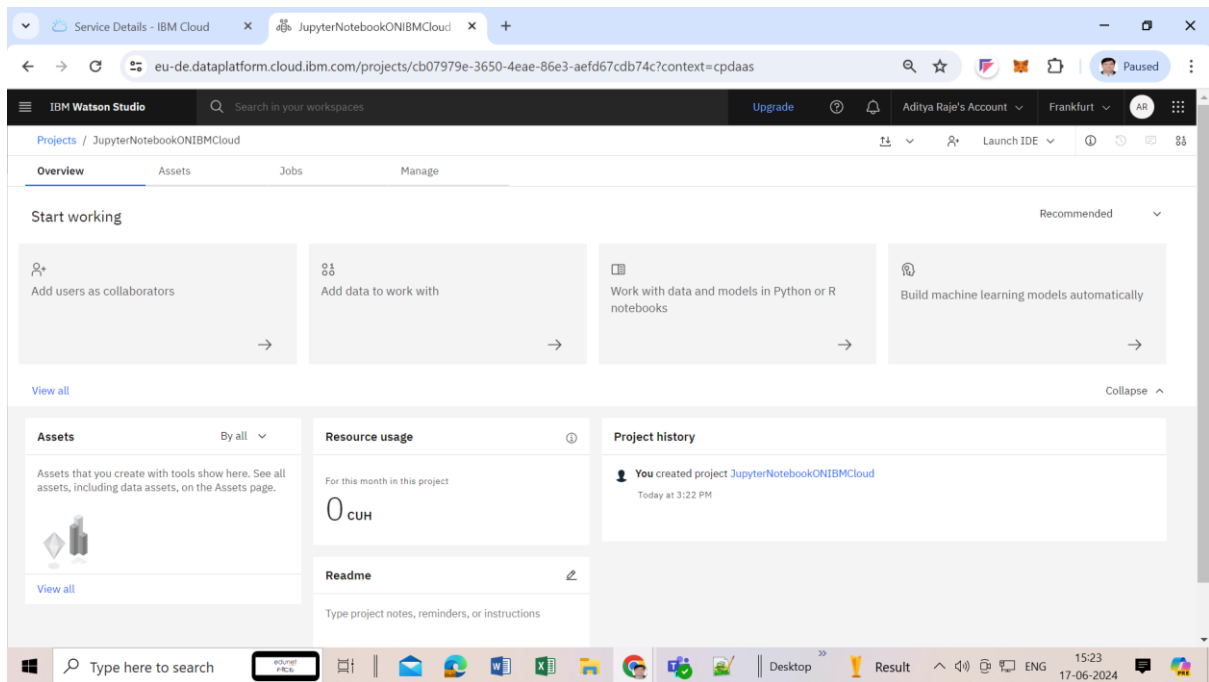 Service Details - IBM Cloud
JupyterNotebookONIBMCloud
eu-de.dataplatform.cloud.ibm.com/projects/cb07979e-3650-4eae-86e3-aefd67cdb74c?context=cpdaas
Paused
IBM Watson Studio
Search in your workspaces
Upgrade
Aditya Raje's Account
Frankfurt
AR
Projects / JupyterNotebookONIBMCloud
Launch IDE
Overview
Assets
Jobs
Manage
Start working
Recommended
Add users as collaborators
Add data to work with
Work with data and models in Python or R
notebooks
Build machine learning models automatically
View all
Collapse
Assets
By all
Assets that you create with tools show here. See all
assets, including data assets, on the Assets page.
View all
Resource usage
For this month in this project
0 CUH
Readme
Type project notes, reminders, or instructions
Project history
You created project JupyterNotebookONIBMCloud
Today at 3:22 PM
Type here to search
edunet
Desktop
Result
ENG
15:23
17-06-2024
PRE